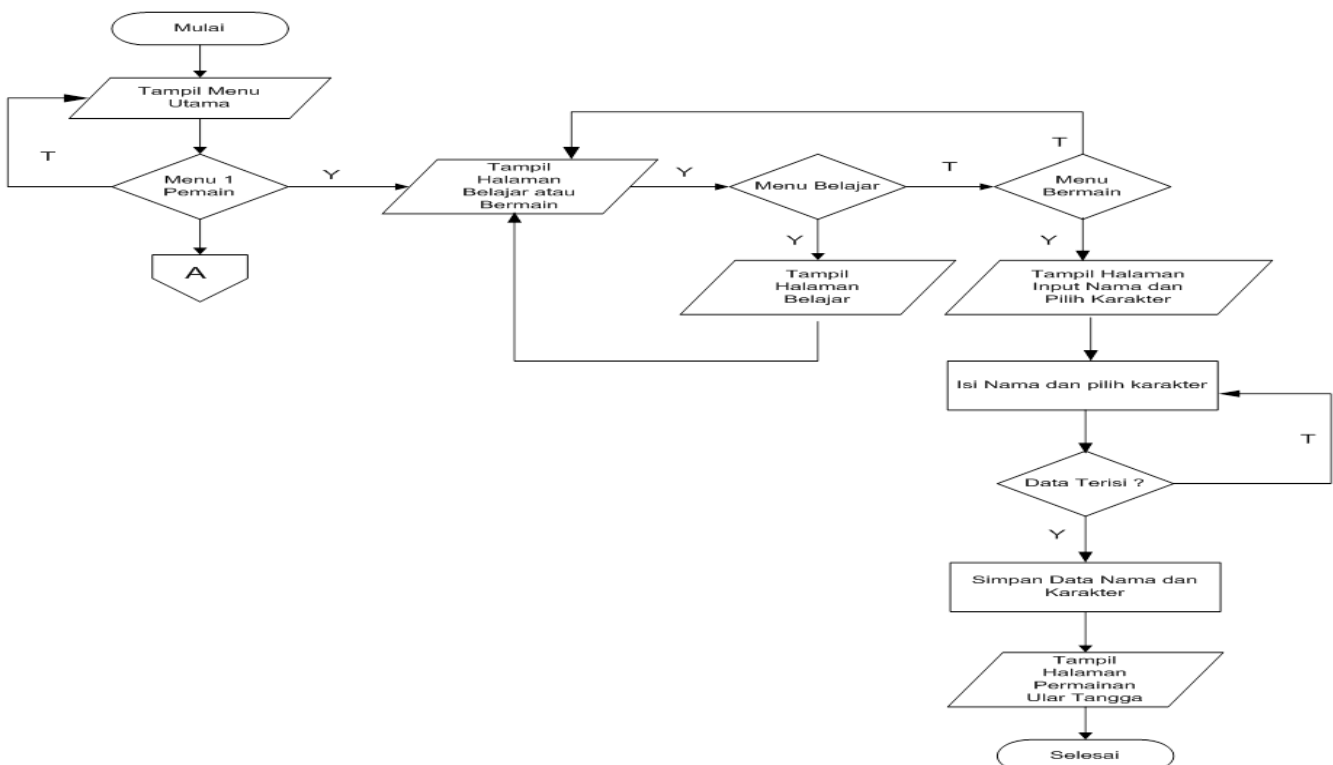 Mulai
Tampil Menu
Utama
T
Menu 1
Pemain
Y
A
Tampil
Halaman
Belajar atau
Bermain
Y
Menu Belajar
T
T
Menu
Bermain
Y
Tampil
Halaman
Belajar
Y
Tampil Halaman
Input Nama dan
Pilih Karakter
Isi Nama dan pilih karakter
T
Data Terisi ?
Y
Simpan Data Nama dan
Karakter
Tampil
Halaman
Permainan
Ular Tangga
Selesai